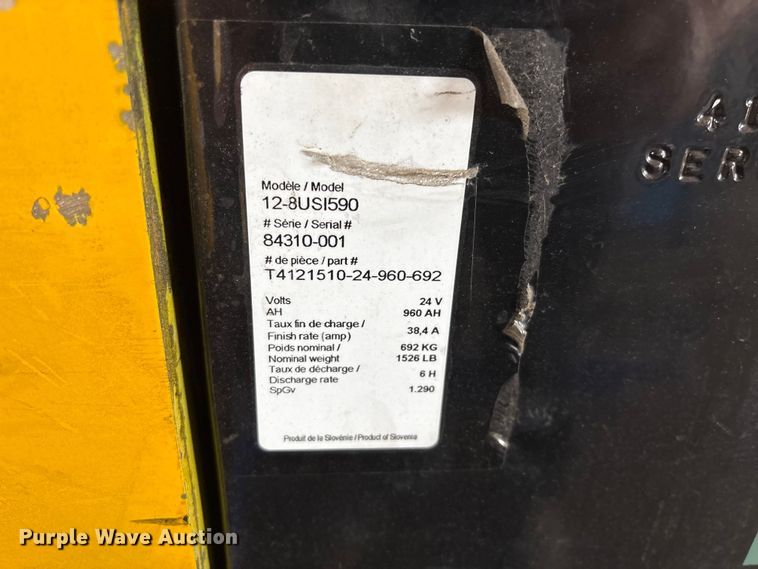 Modèle / Model
12-8USI590
# Série / Serial #
84310-001
# de pièce / part #
T4121510-24-960-692
Volts 24 V
AH 960 AH
Taux fin de charge /
Finish rate (amp) 38,4 A
Poids nominal / 692 KG
Nominal weight 1526 LB
Taux de décharge /
Discharge rate 6 H
SpGv 1.290
Produit de la Slovénie / Product of Slovenia
SER
Purple Wave Auction